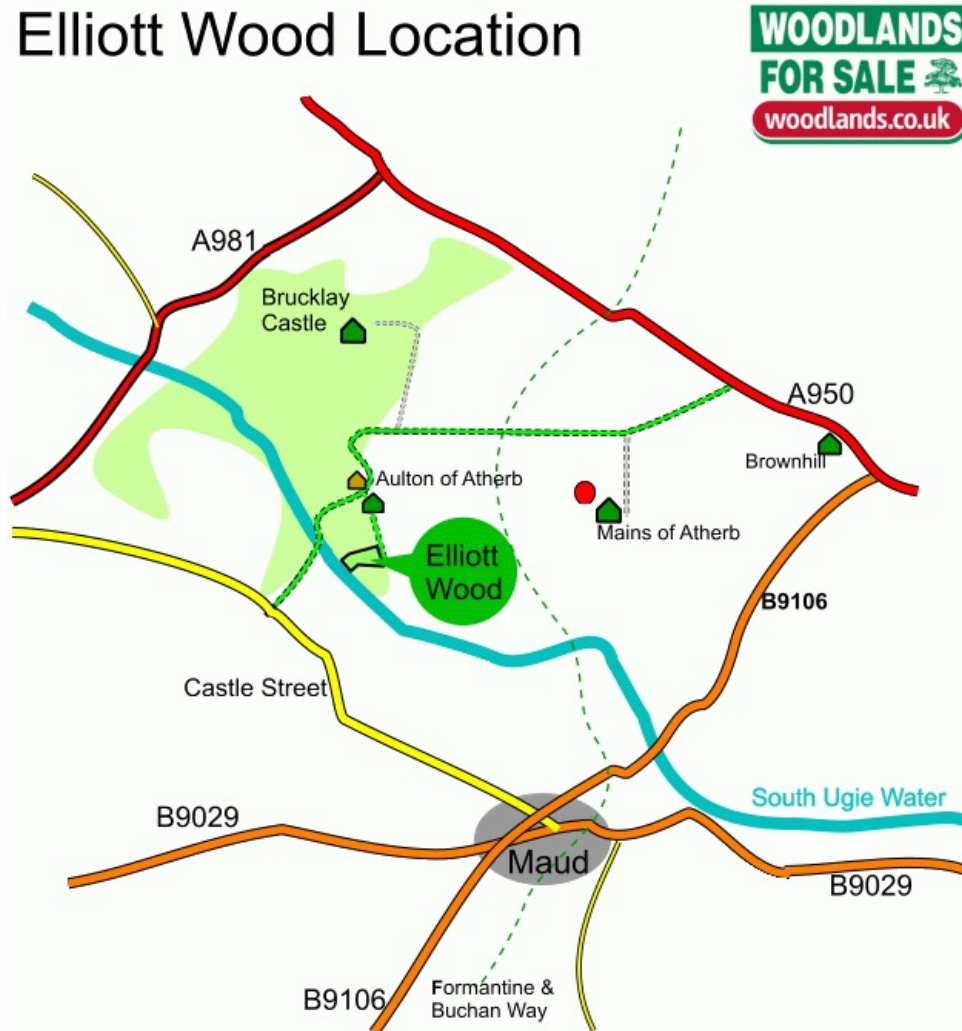 Elliott Wood Location
WOODLANDS
FOR SALE
woodlands.co.uk
A981
Brucklay
Castle
A950
Brownhill
Aulton of Atherb
Mains of Atherb
Elliott
Wood
B9106
Castle Street
South Ugie Water
B9029
Maud
B9029
B9106
Formantine &
Buchan Way